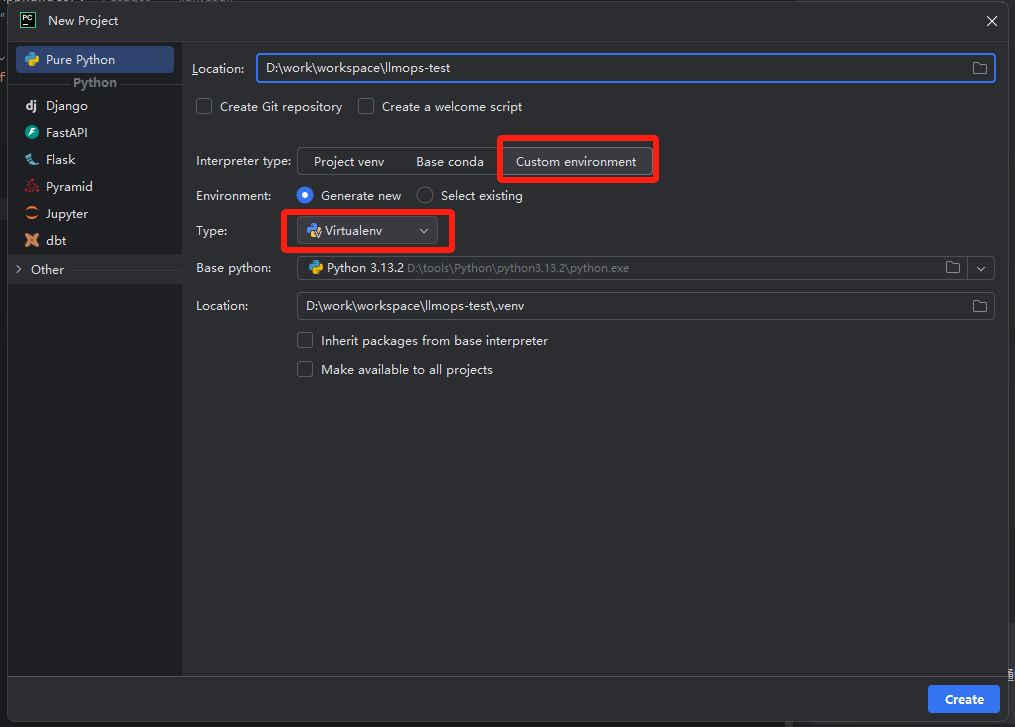 New Project
Pure Python
Python
Django
FastAPI
Flask
Pyramid
Jupyter
dbt
Other
Location: D:\work\workspace\llmops-test
Create Git repository Create a welcome script
Interpreter type: Project venv Base conda Custom environment
Environment: Generate new Select existing
Type: Virtualenv
Base python: Python 3.13.2 D:\tools\Python\python3.13.2\python.exe
Location: D:\work\workspace\llmops-test\.venv
Inherit packages from base interpreter
Make available to all projects
Create